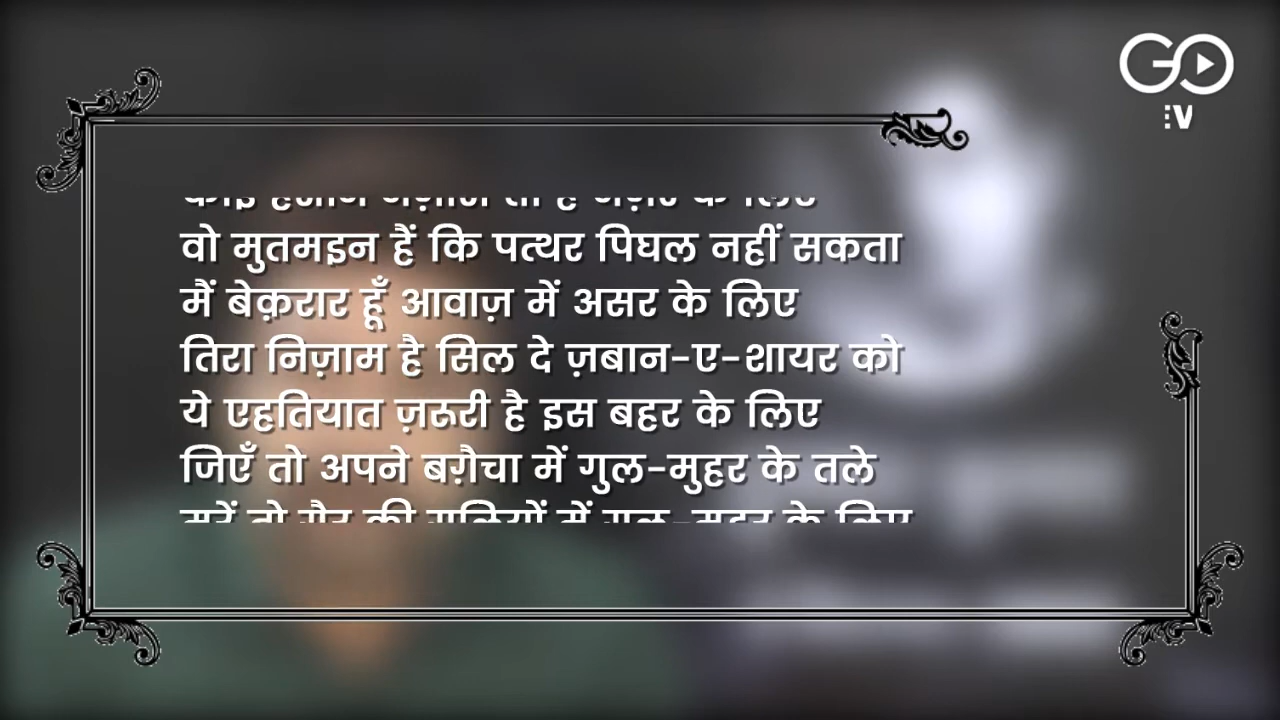 GO
वो मुतमइन हैं कि पत्थर पिघल नहीं सकता
मैं बेक़रार हूँ आवाज़ में असर के लिए
तिरा निज़ाम है सिल दे ज़बान-ए-शायर को
ये एहतियात ज़रूरी है इस बहर के लिए
जिएँ तो अपने बग़ैचा में गुल-मुहर के तले